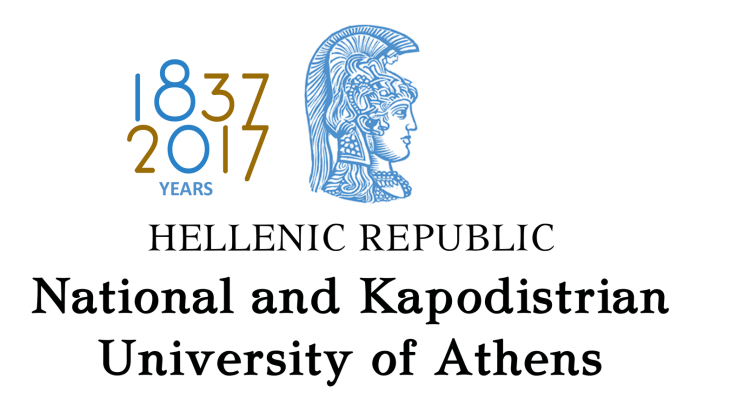 1837
2017
YEARS
HELLENIC REPUBLIC
National and Kapodistrian
University of Athens